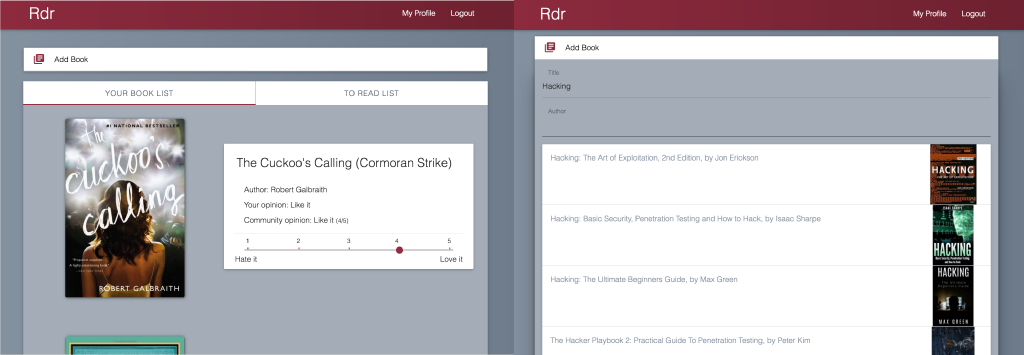 Rdr
My Profile Logout
Add Book
YOUR BOOK LIST TO READ LIST
#1 NATIONAL BESTSELLER
the
cuckoo's
calling
ROBERT GALBRAITH
The Cuckoo's Calling (Cormoran Strike)
Author: Robert Galbraith
Your opinion: Like it
Community opinion: Like it (4/5)
1 2 3 4 5
Hate it Love it
Rdr
My Profile Logout
Add Book
Title
Hacking
Author
Hacking: The Art of Exploitation, 2nd Edition, by Jon Erickson
HACKING
Hacking: Basic Security, Penetration Testing and How to Hack, by Isaac Sharpe
ISAAC SHARPE
HACKING
Hacking: The Ultimate Beginners Guide, by Max Green
HACKING
MAX GREEN
The Hacker Playbook 2: Practical Guide To Penetration Testing, by Peter Kim